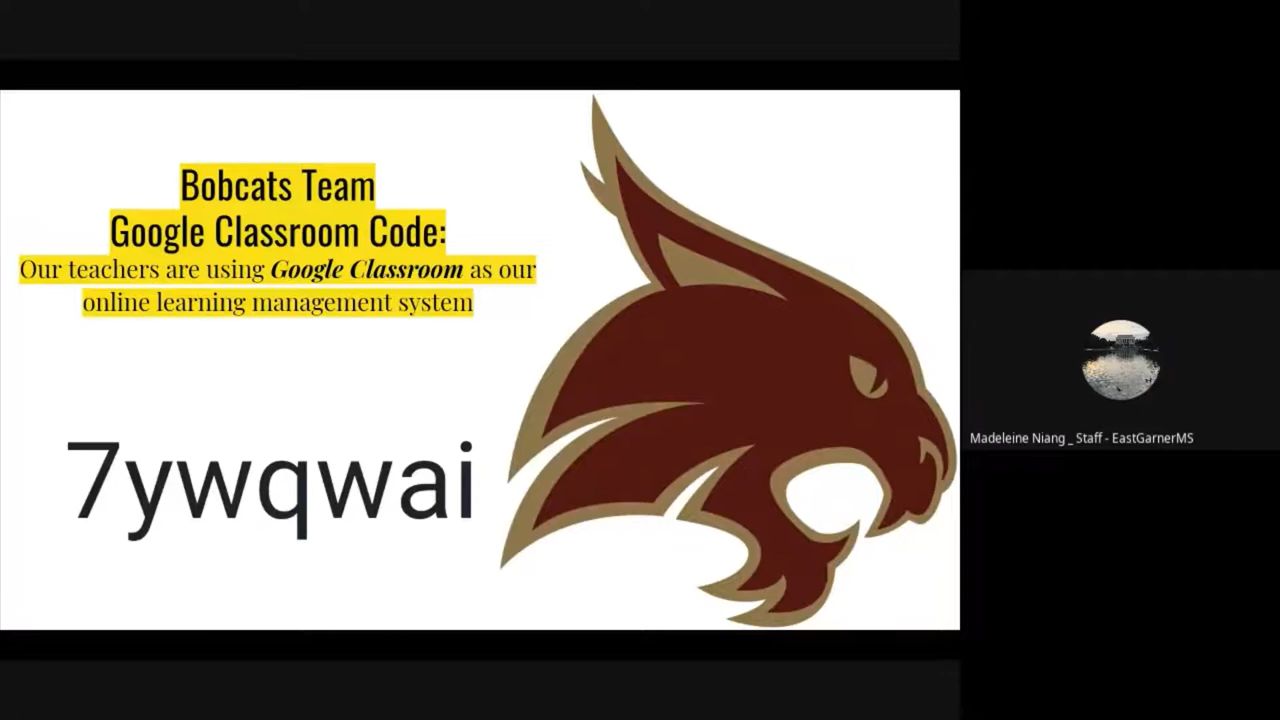 Bobcats Team
Google Classroom Code:
Our teachers are using Google Classroom as our
online learning management system
7ywqwai
Madeleine Niang _ Staff - EastGarnerMS